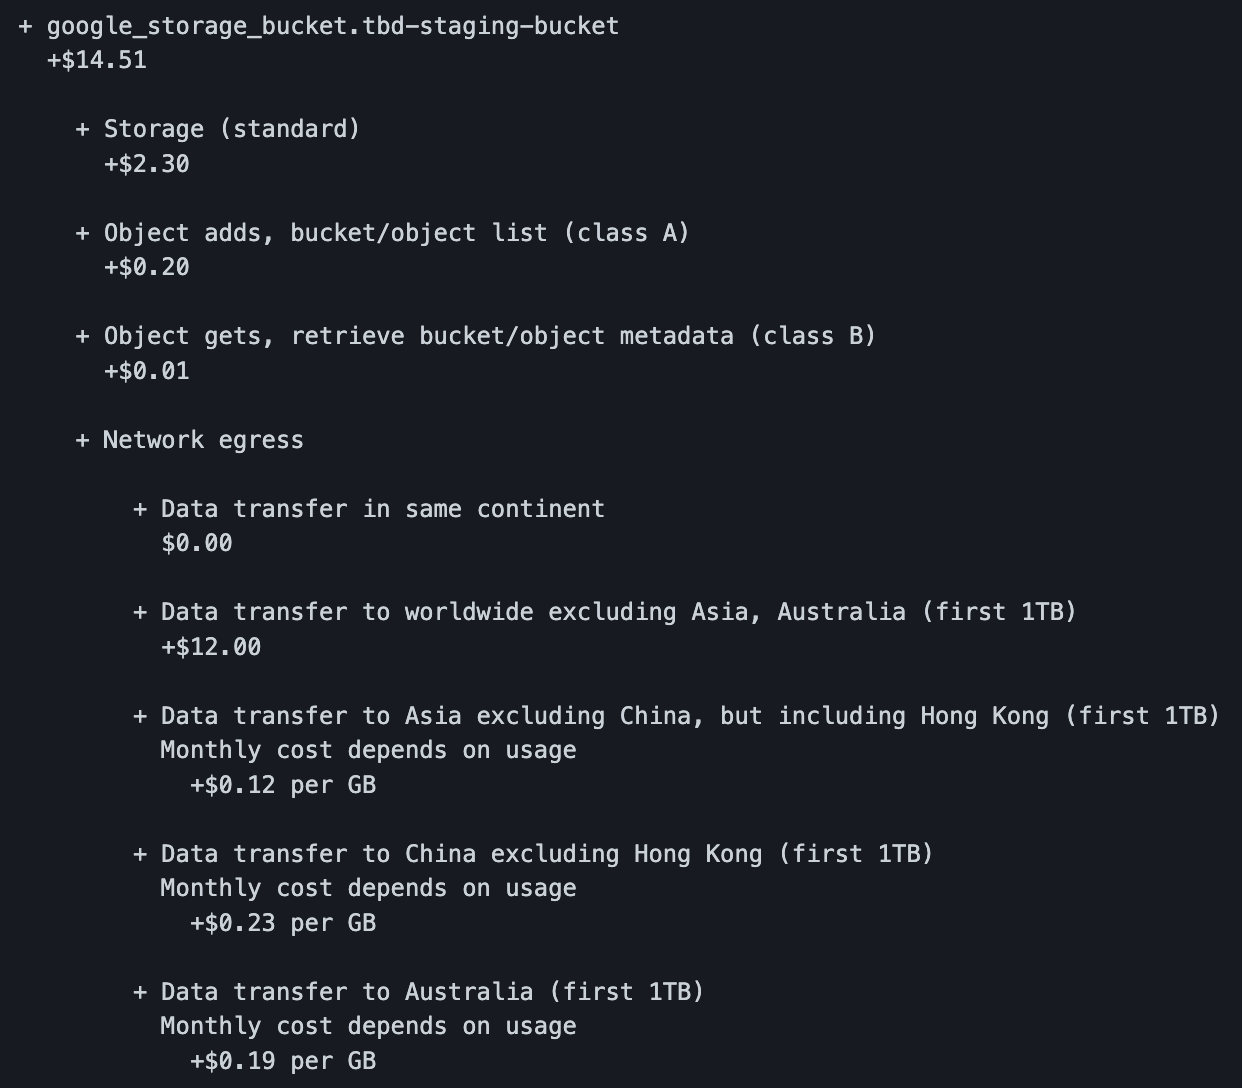 + google_storage_bucket.tbd-staging-bucket
+$14.51
+ Storage (standard)
+$2.30
+ Object adds, bucket/object list (class A)
+$0.20
+ Object gets, retrieve bucket/object metadata (class B)
+$0.01
+ Network egress
+ Data transfer in same continent
$0.00
+ Data transfer to worldwide excluding Asia, Australia (first 1TB)
+$12.00
+ Data transfer to Asia excluding China, but including Hong Kong (first 1TB)
Monthly cost depends on usage
+$0.12 per GB
+ Data transfer to China excluding Hong Kong (first 1TB)
Monthly cost depends on usage
+$0.23 per GB
+ Data transfer to Australia (first 1TB)
Monthly cost depends on usage
+$0.19 per GB